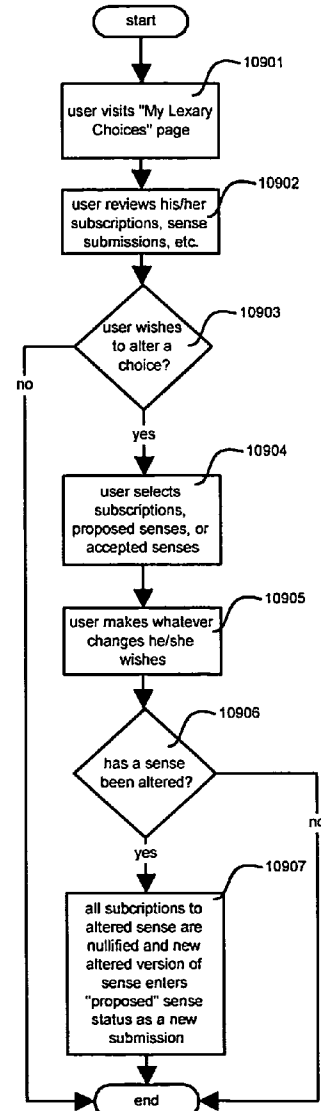 start
10901
user visits "My Lexary
Choices" page
10902
user reviews his/her
subscriptions, sense
submissions, etc.
10903
user wishes
to alter a
choice?
no
yes
10904
user selects
subscriptions,
proposed senses, or
accepted senses
10905
user makes whatever
changes he/she
wishes
10906
has a sense
been altered?
no
yes
10907
all subcriptions to
altered sense are
nullified and new
altered version of
sense enters
"proposed" sense
status as a new
submission
end